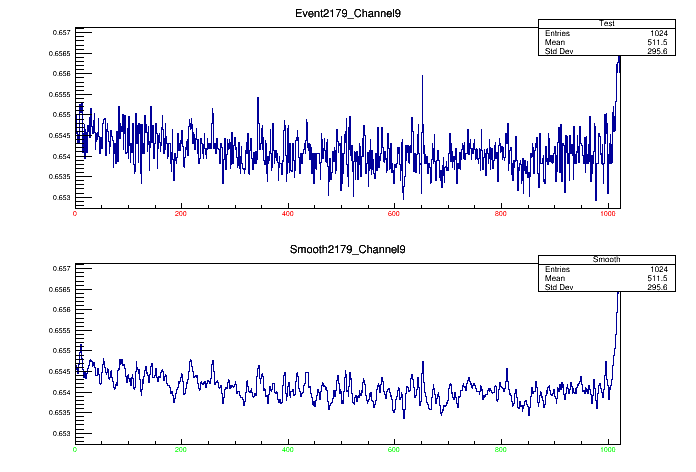 Event2179_Channel9
Test
Entries 1024
Mean 511.5
Std Dev 295.6
0.657
0.6565
0.656
0.6555
0.655
0.6545
0.654
0.6535
0.653
0 200 400 600 800 1000
Smooth2179_Channel9
Smooth
Entries 1024
Mean 511.5
Std Dev 295.6
0.657
0.6565
0.656
0.6555
0.655
0.6545
0.654
0.6535
0.653
0 200 400 600 800 1000